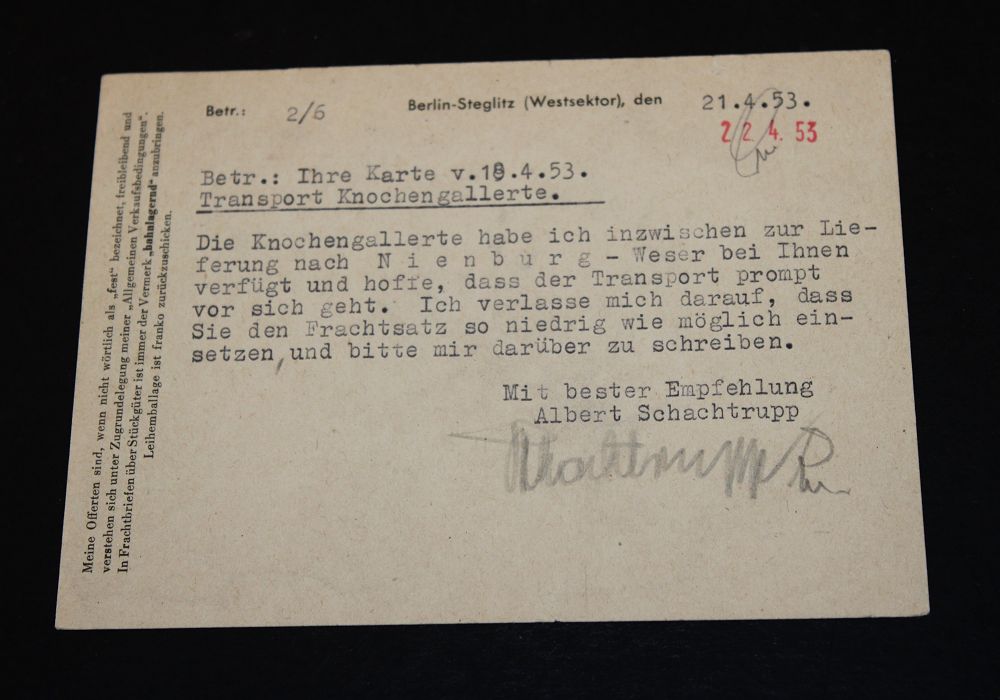 Betr.: 2/6 Berlin-Steglitz (Westsektor), den 21.4.53.
22.4.53
Betr.: Ihre Karte v.18.4.53.
Transport Knochengallerte.
Die Knochengallerte habe ich inzwischen zur Lie-
ferung nach N i e n b u r g - Weser bei Ihnen
verfügt und hoffe, dass der Transport prompt
vor sich geht. Ich verlasse mich darauf, dass
Sie den Frachtsatz so niedrig wie möglich ein-
setzen, und bitte mir darüber zu schreiben.
Mit bester Empfehlung
Albert Schachtrupp
Meine Offerten sind, wenn nicht wörtlich als „fest" bezeichnet, freibleibend und
verstehen sich unter Zugrundelegung meiner „Allgemeinen Verkaufsbedingungen".
In Frachtbriefen über Stückgüter ist immer der Vermerk „bahnlagernd" anzubringen.
Leihemballage ist franko zurückzuschicken.